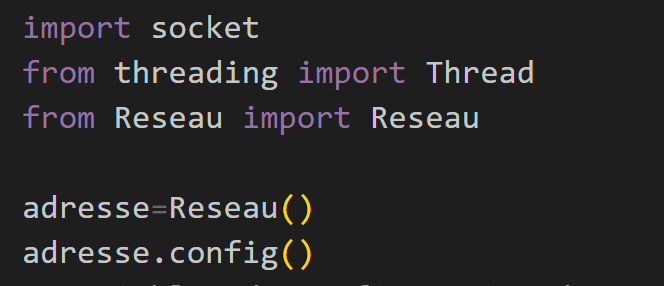 import socket
from threading import Thread
from Reseau import Reseau
adresse=Reseau()
adresse.config()